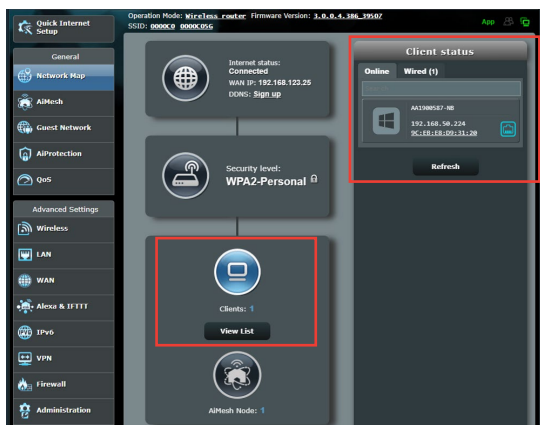 Quick Internet
Setup
Operation Mode: Wireless router Firmware Version: 3.0.0.4.386_39507
SSID: 0000C0 0000C05G
App
General
Network Map
AiMesh
Guest Network
AiProtection
QoS
Advanced Settings
Wireless
LAN
WAN
Alexa & IFTTT
IPv6
VPN
Firewall
Administration
Internet status:
Connected
WAN IP: 192.168.123.25
DDNS: Sign up
Security level:
WPA2-Personal
Clients: 1
View List
AiMesh Node: 1
Client status
Online Wired (1)
AA1900587-NB
192.168.50.224
9C:EB:E8:D9:31:20
Refresh